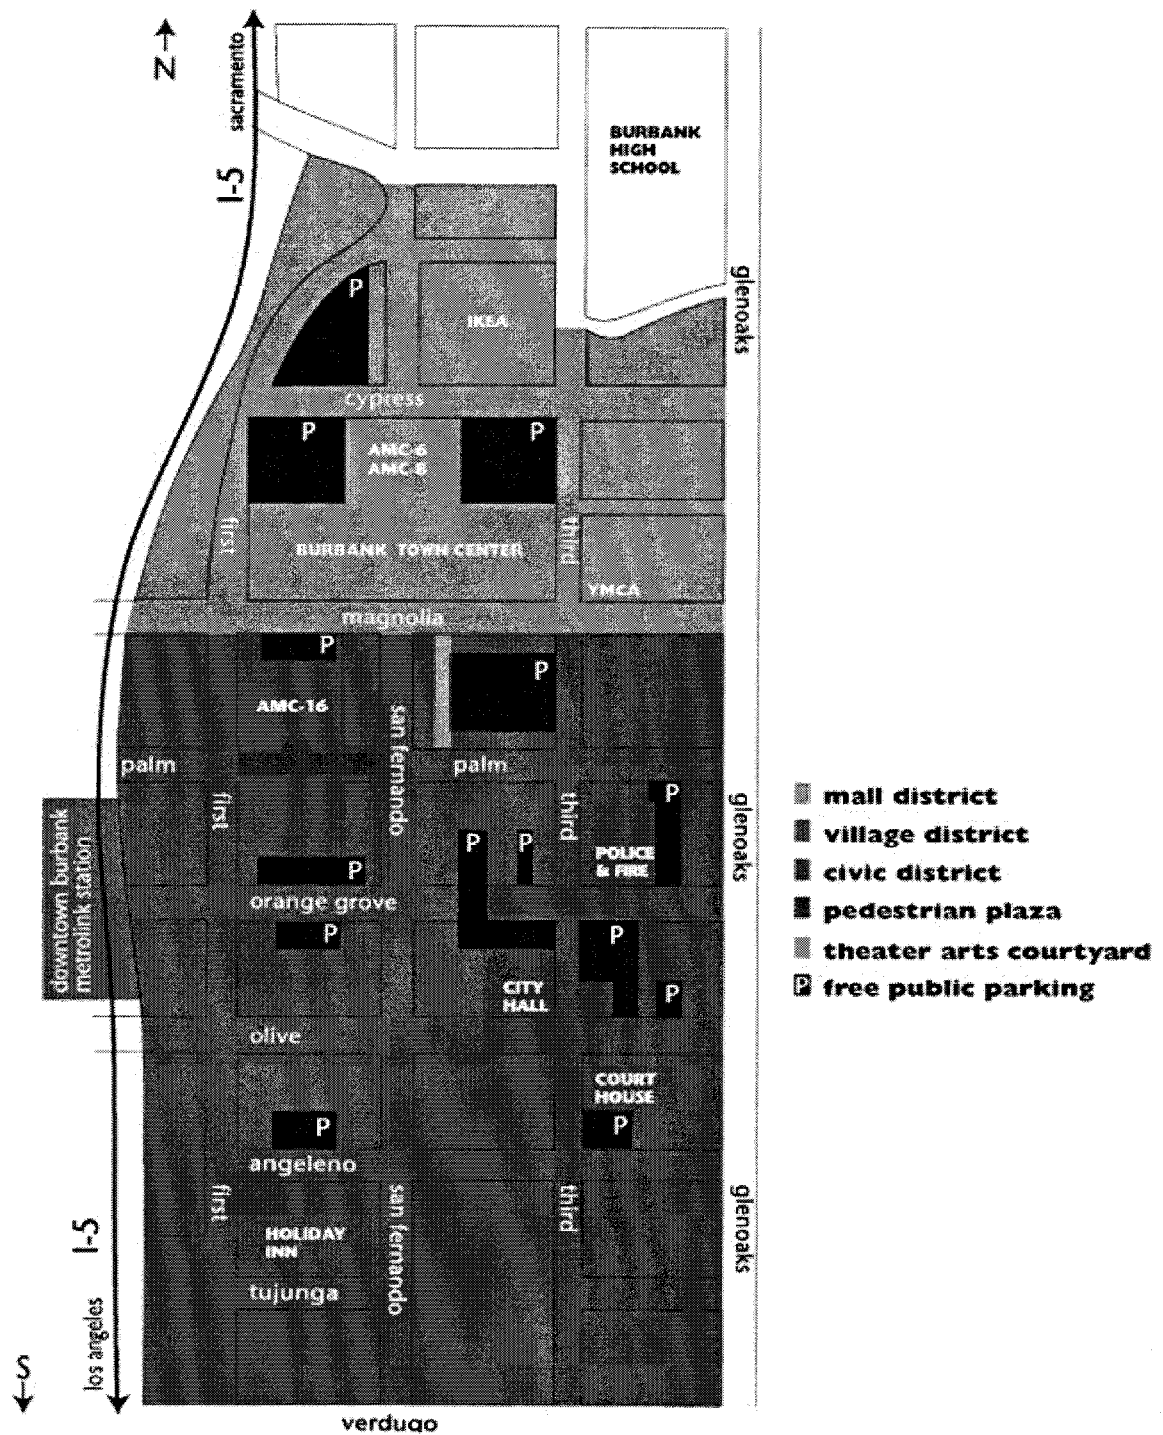 N
sacramento
I-5
BURBANK
HIGH
SCHOOL
glenoaks
P
IKEA
cypress
P
AMC-6
AMC-8
P
first
third
BURBANK TOWN CENTER
YMCA
magnolia
P
P
AMC-16
san fernando
palm
palm
first
third
glenoaks
P
P
P
POLICE
& FIRE
P
orange grove
downtown burbank
metrolink station
P
P
CITY
HALL
P
olive
COURT
HOUSE
P
P
angeleno
first
san fernando
third
glenoaks
I-5
HOLIDAY
INN
tujunga
los angeles
S
verdugo
mall district
village district
civic district
pedestrian plaza
theater arts courtyard
P free public parking